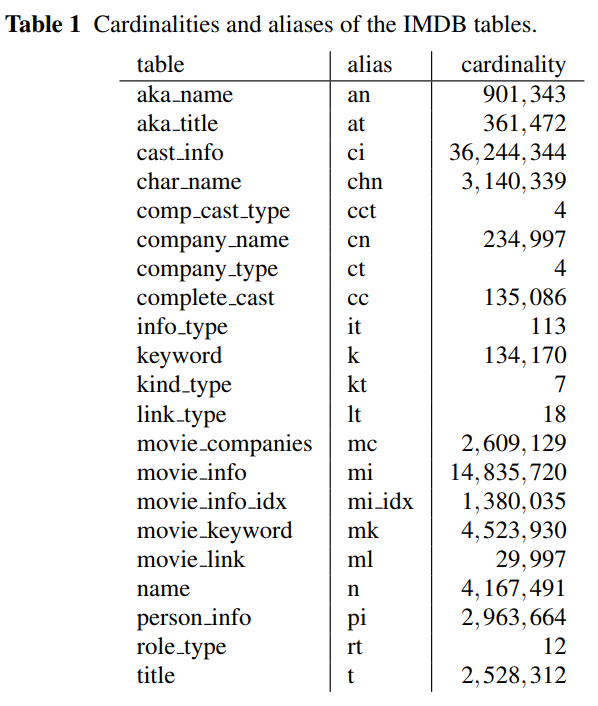 Table 1 Cardinalities and aliases of the IMDB tables.
table alias cardinality
aka_name an 901,343
aka_title at 361,472
cast_info ci 36,244,344
char_name chn 3,140,339
comp_cast_type cct 4
company_name cn 234,997
company_type ct 4
complete_cast cc 135,086
info_type it 113
keyword k 134,170
kind_type kt 7
link_type lt 18
movie_companies mc 2,609,129
movie_info mi 14,835,720
movie_info_idx mi_idx 1,380,035
movie_keyword mk 4,523,930
movie_link ml 29,997
name n 4,167,491
person_info pi 2,963,664
role_type rt 12
title t 2,528,312